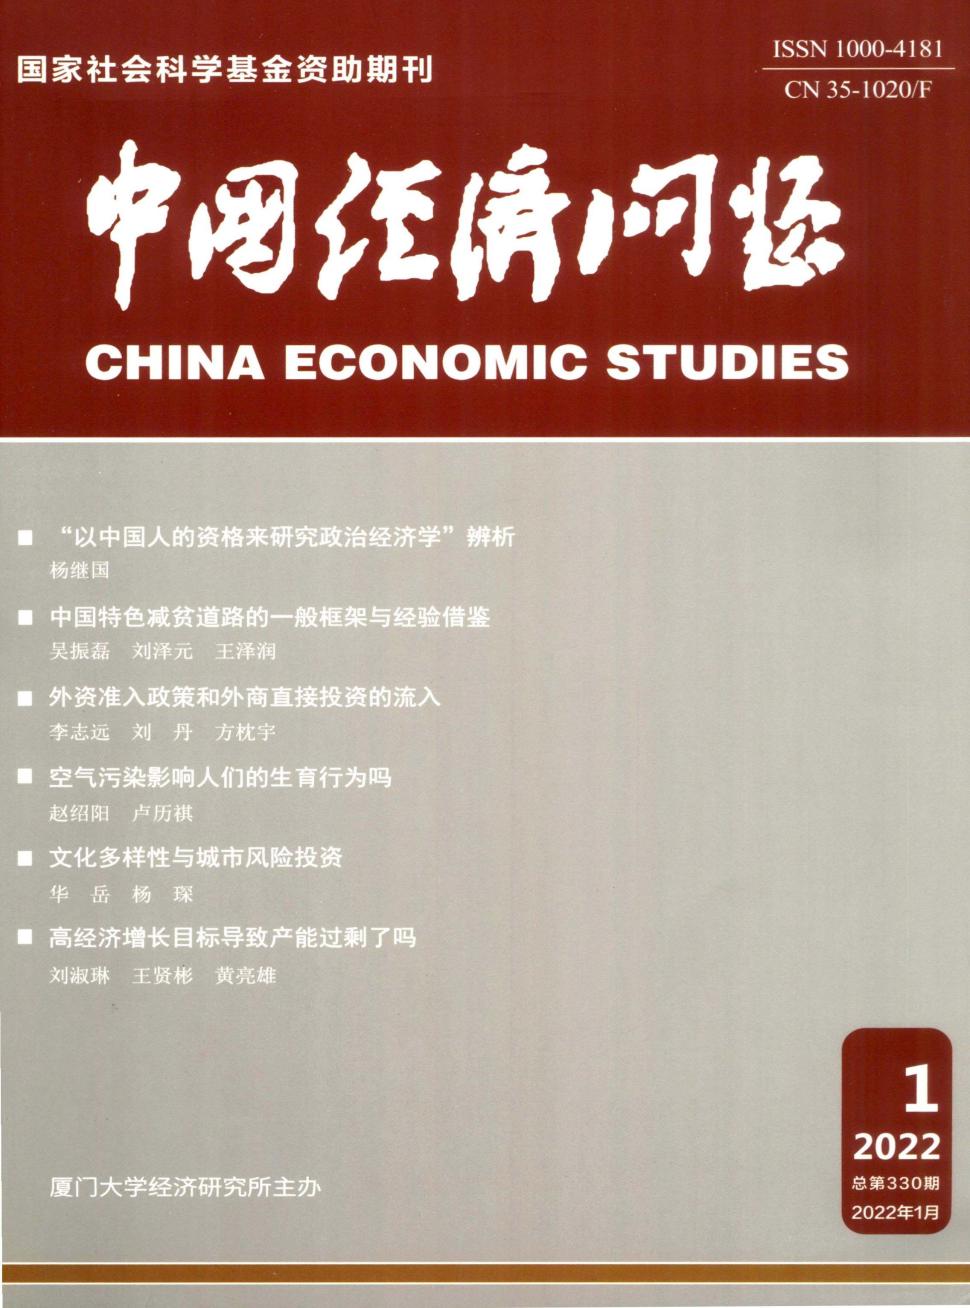 国家社会科学基金资助期刊
ISSN 1000-4181
CN 35-1020/F
中国经济问题
CHINA ECONOMIC STUDIES
■ “以中国人的资格来研究政治经济学”辨析
杨继国
■ 中国特色减贫道路的一般框架与经验借鉴
吴振磊 刘泽元 王泽润
■ 外资准入政策和外商直接投资的流入
李志远 刘 丹 方枕宇
■ 空气污染影响人们的生育行为吗
赵绍阳 卢历祺
■ 文化多样性与城市风险投资
华 岳 杨 琛
■ 高经济增长目标导致产能过剩了吗
刘淑琳 王贤彬 黄亮雄
1
2022
总第330期
2022年1月
厦门大学经济研究所主办